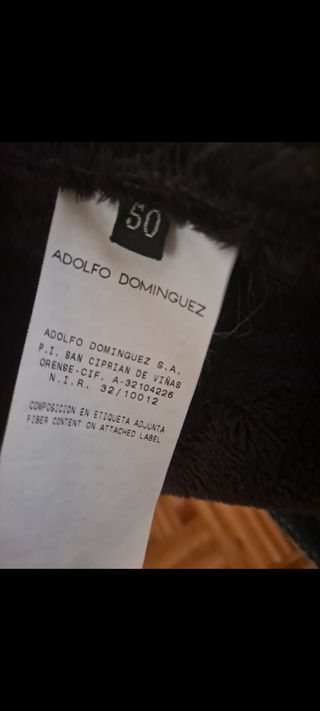 50
ADOLFO DOMINGUEZ
ADOLFO DOMINGUEZ S.A.
P.I. SAN CIPRIAN DE VIÑAS
ORENSE-CIF. A-32104226
N.I.R. 32/10012
COMPOSICION EN ETIQUETA ADJUNTA
FIBER CONTENT ON ATTACHED LABEL